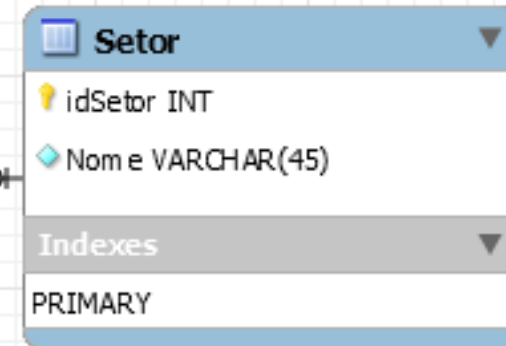 Setor
idSetor INT
Nome VARCHAR(45)
Indexes
PRIMARY